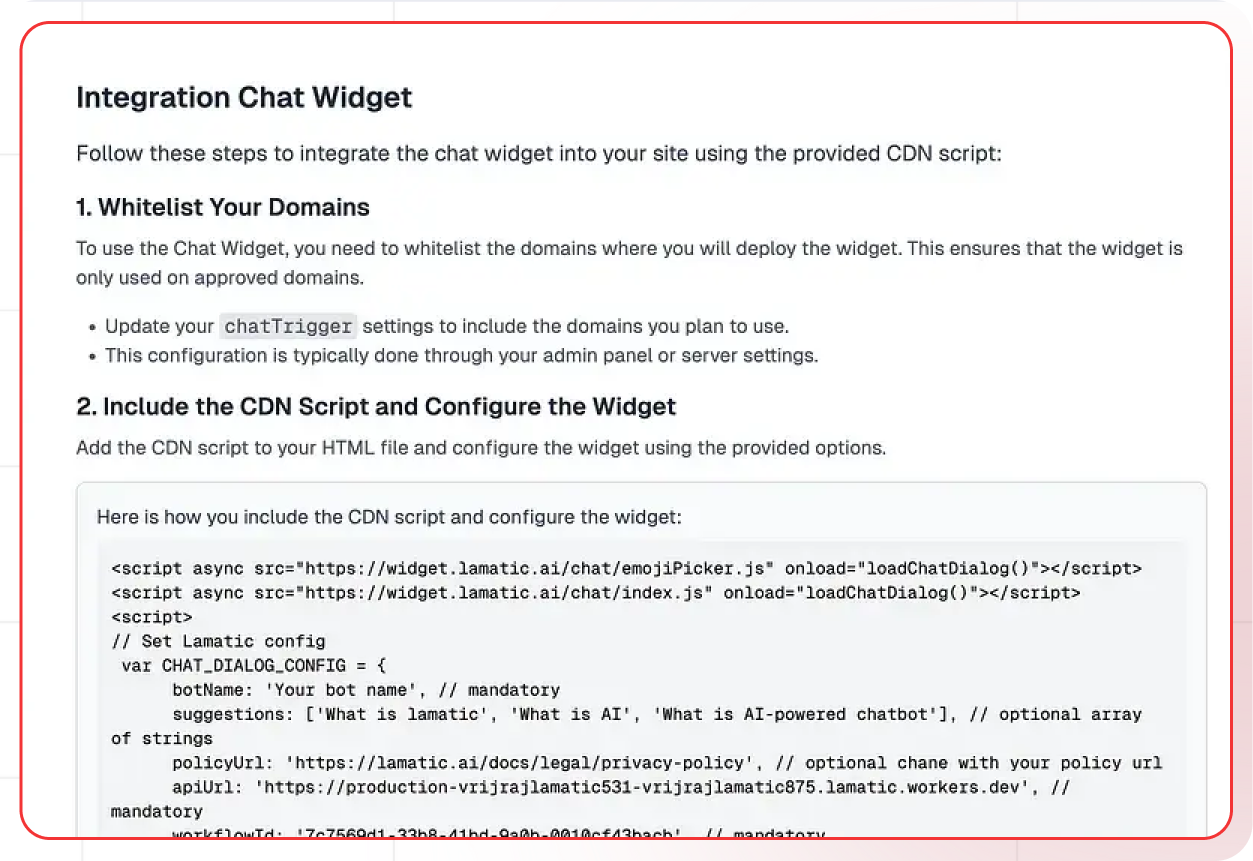 Integration Chat Widget
Follow these steps to integrate the chat widget into your site using the provided CDN script:
1. Whitelist Your Domains
To use the Chat Widget, you need to whitelist the domains where you will deploy the widget. This ensures that the widget is
only used on approved domains.
• Update your chatTrigger settings to include the domains you plan to use.
• This configuration is typically done through your admin panel or server settings.
2. Include the CDN Script and Configure the Widget
Add the CDN script to your HTML file and configure the widget using the provided options.
Here is how you include the CDN script and configure the widget:
<script async src="https://widget.lamatic.ai/chat/emojiPicker.js" onload="loadChatDialog()"></script>
<script async src="https://widget.lamatic.ai/chat/index.js" onload="loadChatDialog()"></script>
<script>
// Set Lamatic config
var CHAT_DIALOG_CONFIG = {
botName: 'Your bot name', // mandatory
suggestions: ['What is lamatic', 'What is AI', 'What is AI-powered chatbot'], // optional array
of strings
policyUrl: 'https://lamatic.ai/docs/legal/privacy-policy', // optional chane with your policy url
apiUrl: 'https://production-vrijrajlamatic531-vrijrajlamatic875.lamatic.workers.dev', //
mandatory
workflowId: '7c7569d1-33b8-41bd-9a0b-0010cf43bacb', // mandatory